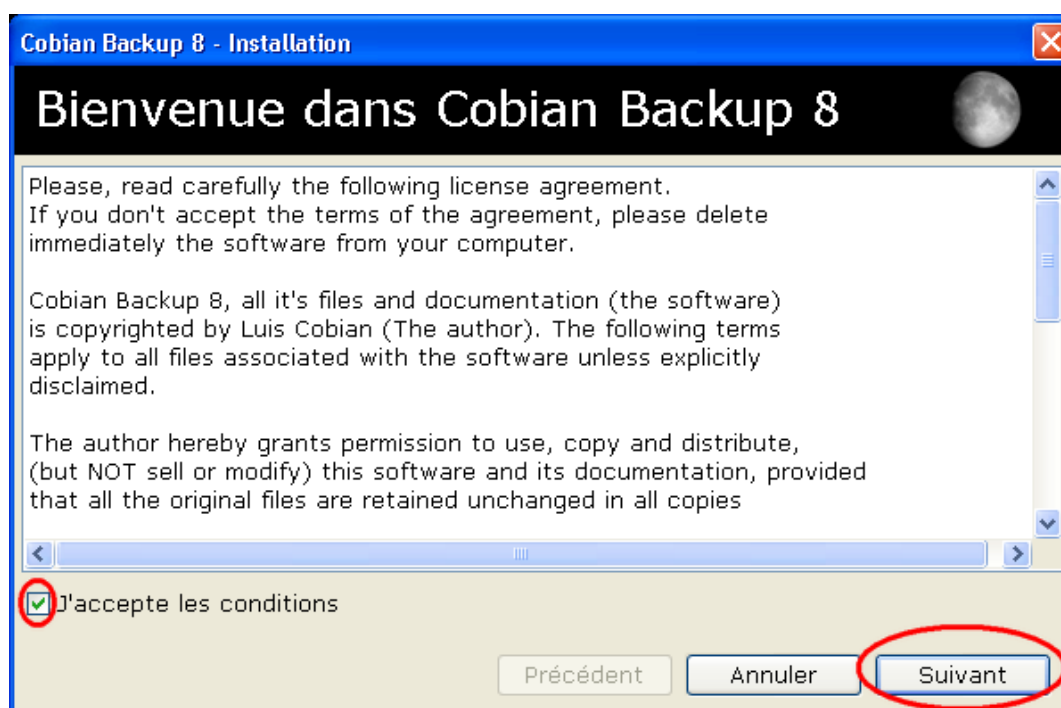 Cobian Backup 8 - Installation
Bienvenue dans Cobian Backup 8
Please, read carefully the following license agreement.
If you don't accept the terms of the agreement, please delete
immediately the software from your computer.
Cobian Backup 8, all it's files and documentation (the software)
is copyrighted by Luis Cobian (The author). The following terms
apply to all files associated with the software unless explicitly
disclaimed.
The author hereby grants permission to use, copy and distribute,
(but NOT sell or modify) this software and its documentation, provided
that all the original files are retained unchanged in all copies
J'accepte les conditions
Précédent Annuler Suivant